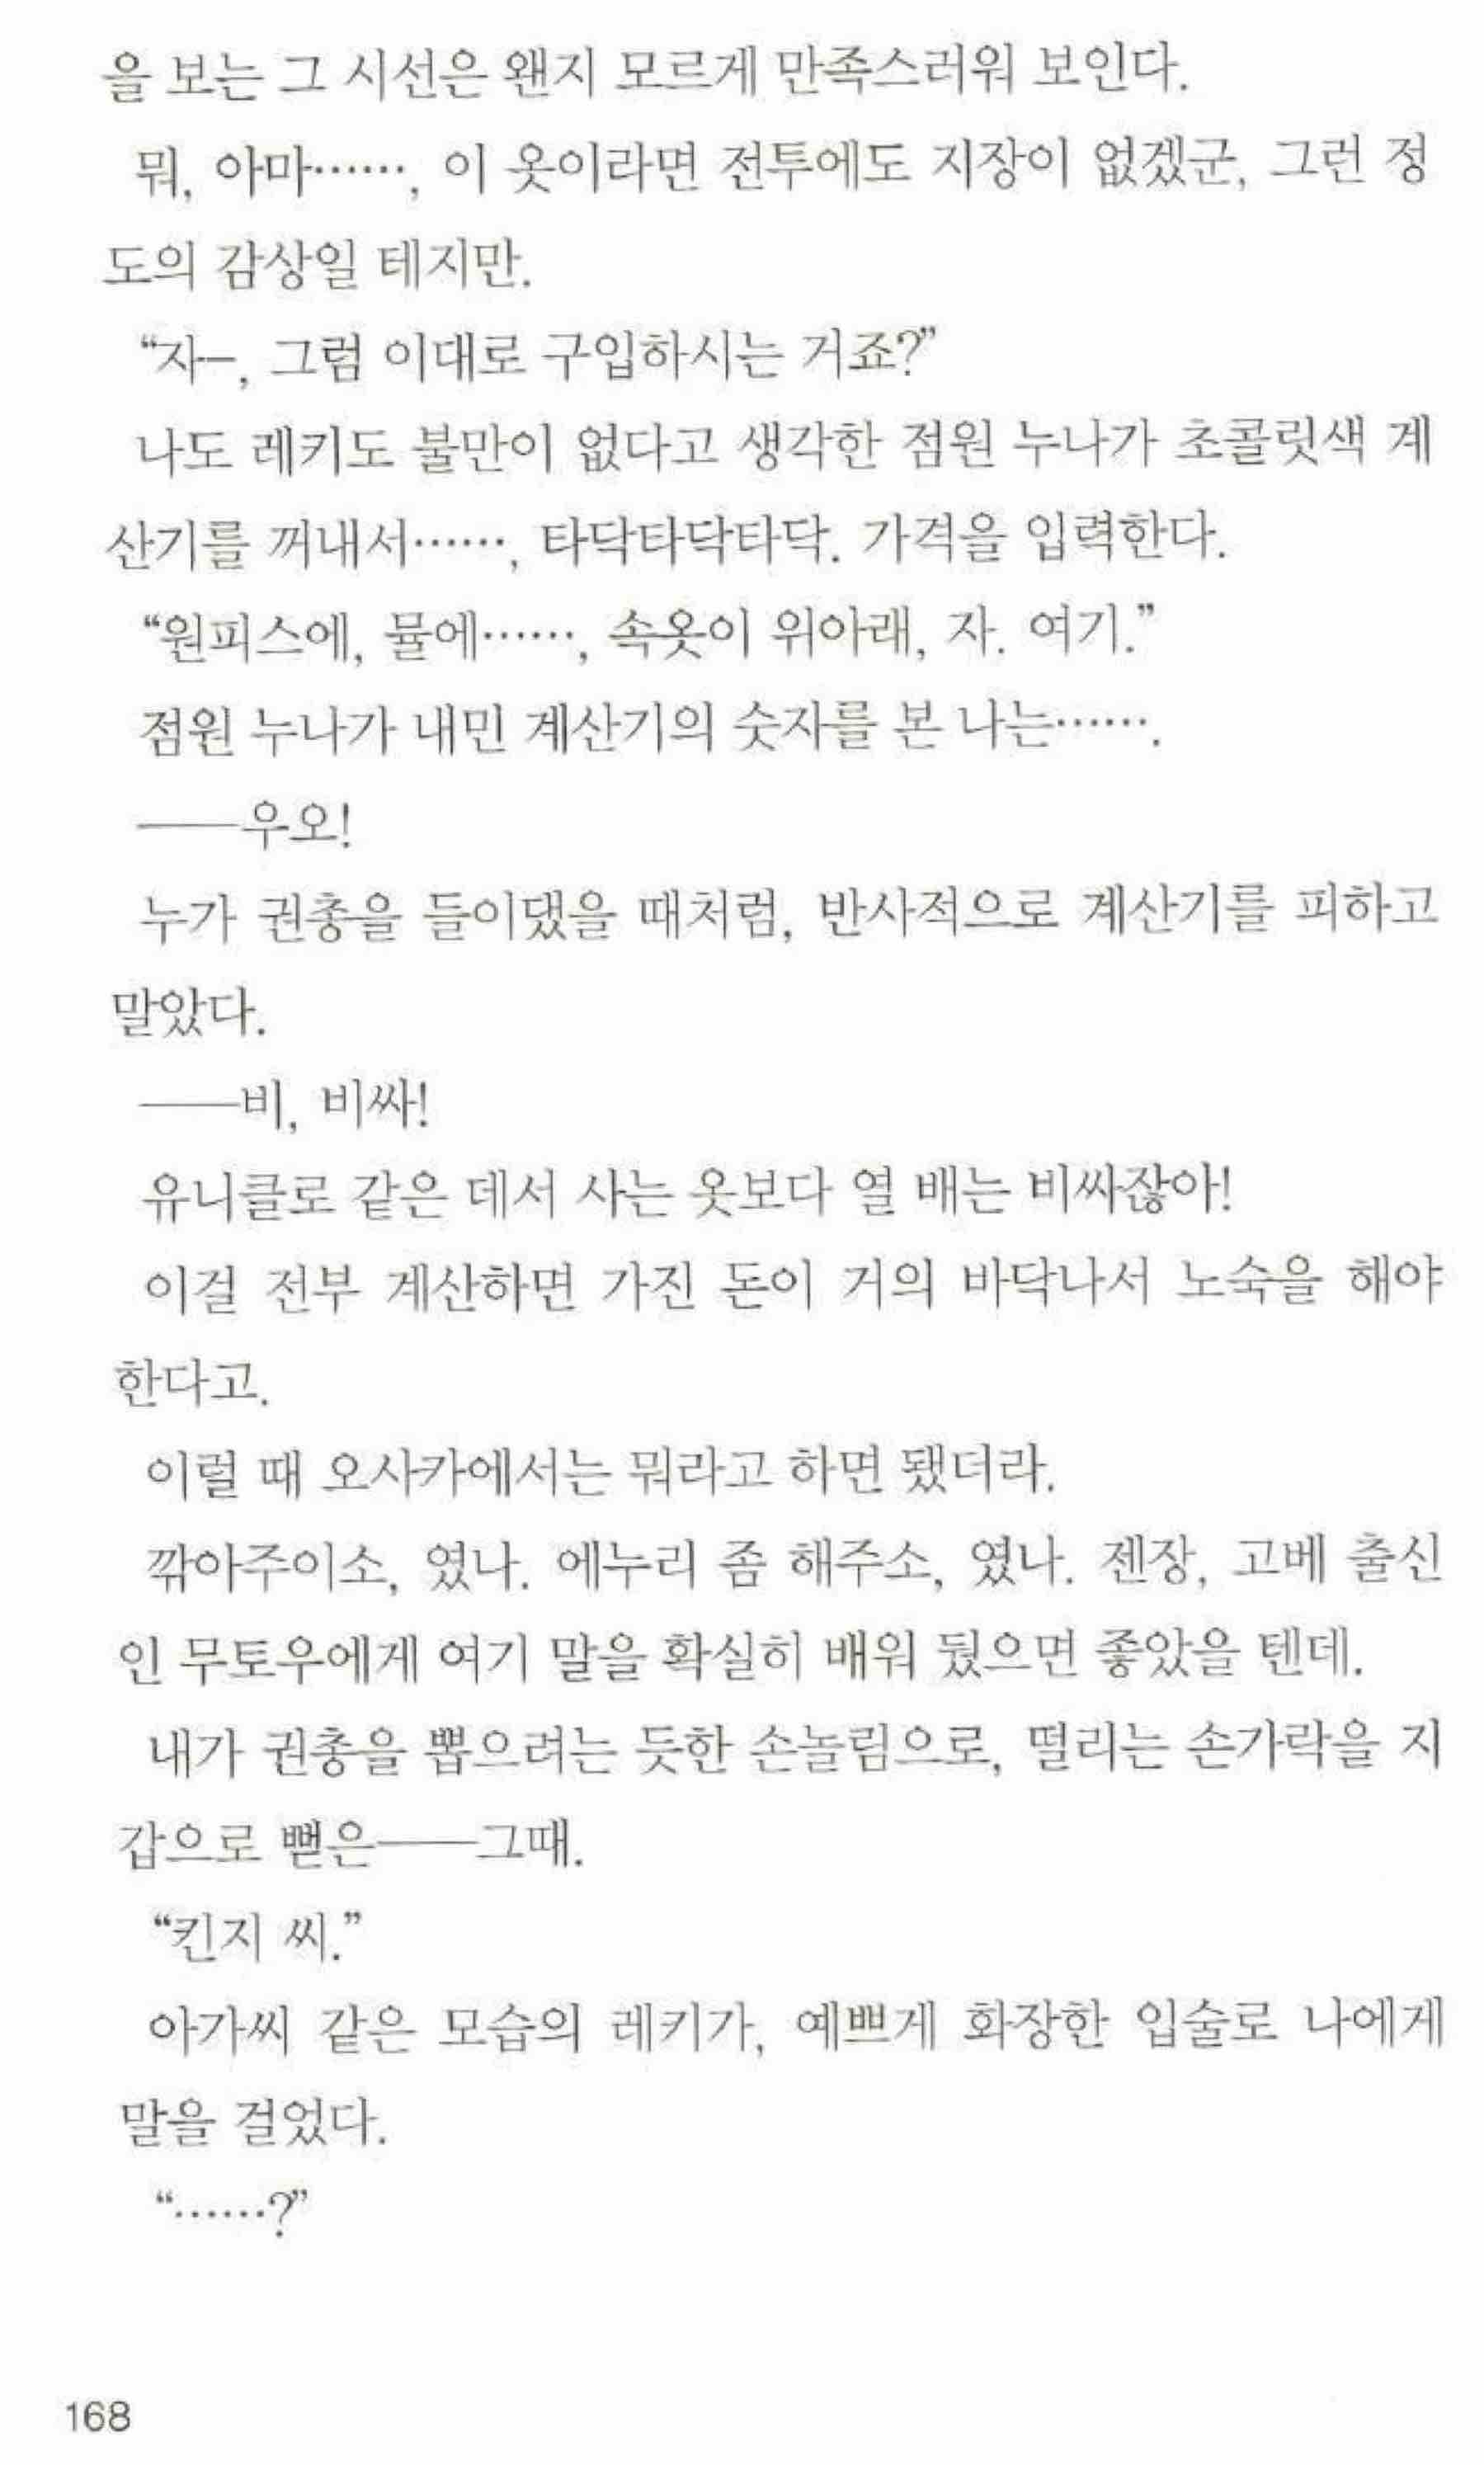 을 보는 그 시선은 왠지 모르게 만족스러워 보인다.
뭐, 아마……, 이 옷이라면 전투에도 지장이 없겠군, 그런 정
도의 감상일 테지만.
“자―, 그럼 이대로 구입하시는 거죠?”
나도 레키도 불만이 없다고 생각한 점원 누나가 초콜릿색 계
산기를 꺼내서……, 타닥타닥타닥. 가격을 입력한다.
“원피스에, 뮬에……, 속옷이 위아래, 자. 여기.”
점원 누나가 내민 계산기의 숫자를 본 나는…….
――우오!
누가 권총을 들이댔을 때처럼, 반사적으로 계산기를 피하고
말았다.
――비, 비싸!
유니클로 같은 데서 사는 옷보다 열 배는 비싸잖아!
이걸 전부 계산하면 가진 돈이 거의 바닥나서 노숙을 해야
한다고.
이럴 때 오사카에서는 뭐라고 하면 됐더라.
깎아주이소, 였나. 에누리 좀 해주소, 였나. 젠장, 고베 출신
인 무토우에게 여기 말을 확실히 배워 뒀으면 좋았을 텐데.
내가 권총을 뽑으려는 듯한 손놀림으로, 떨리는 손가락을 지
갑으로 뻗은――그때.
“킨지 씨.”
아가씨 같은 모습의 레키가, 예쁘게 화장한 입술로 나에게
말을 걸었다.
“……?”
168